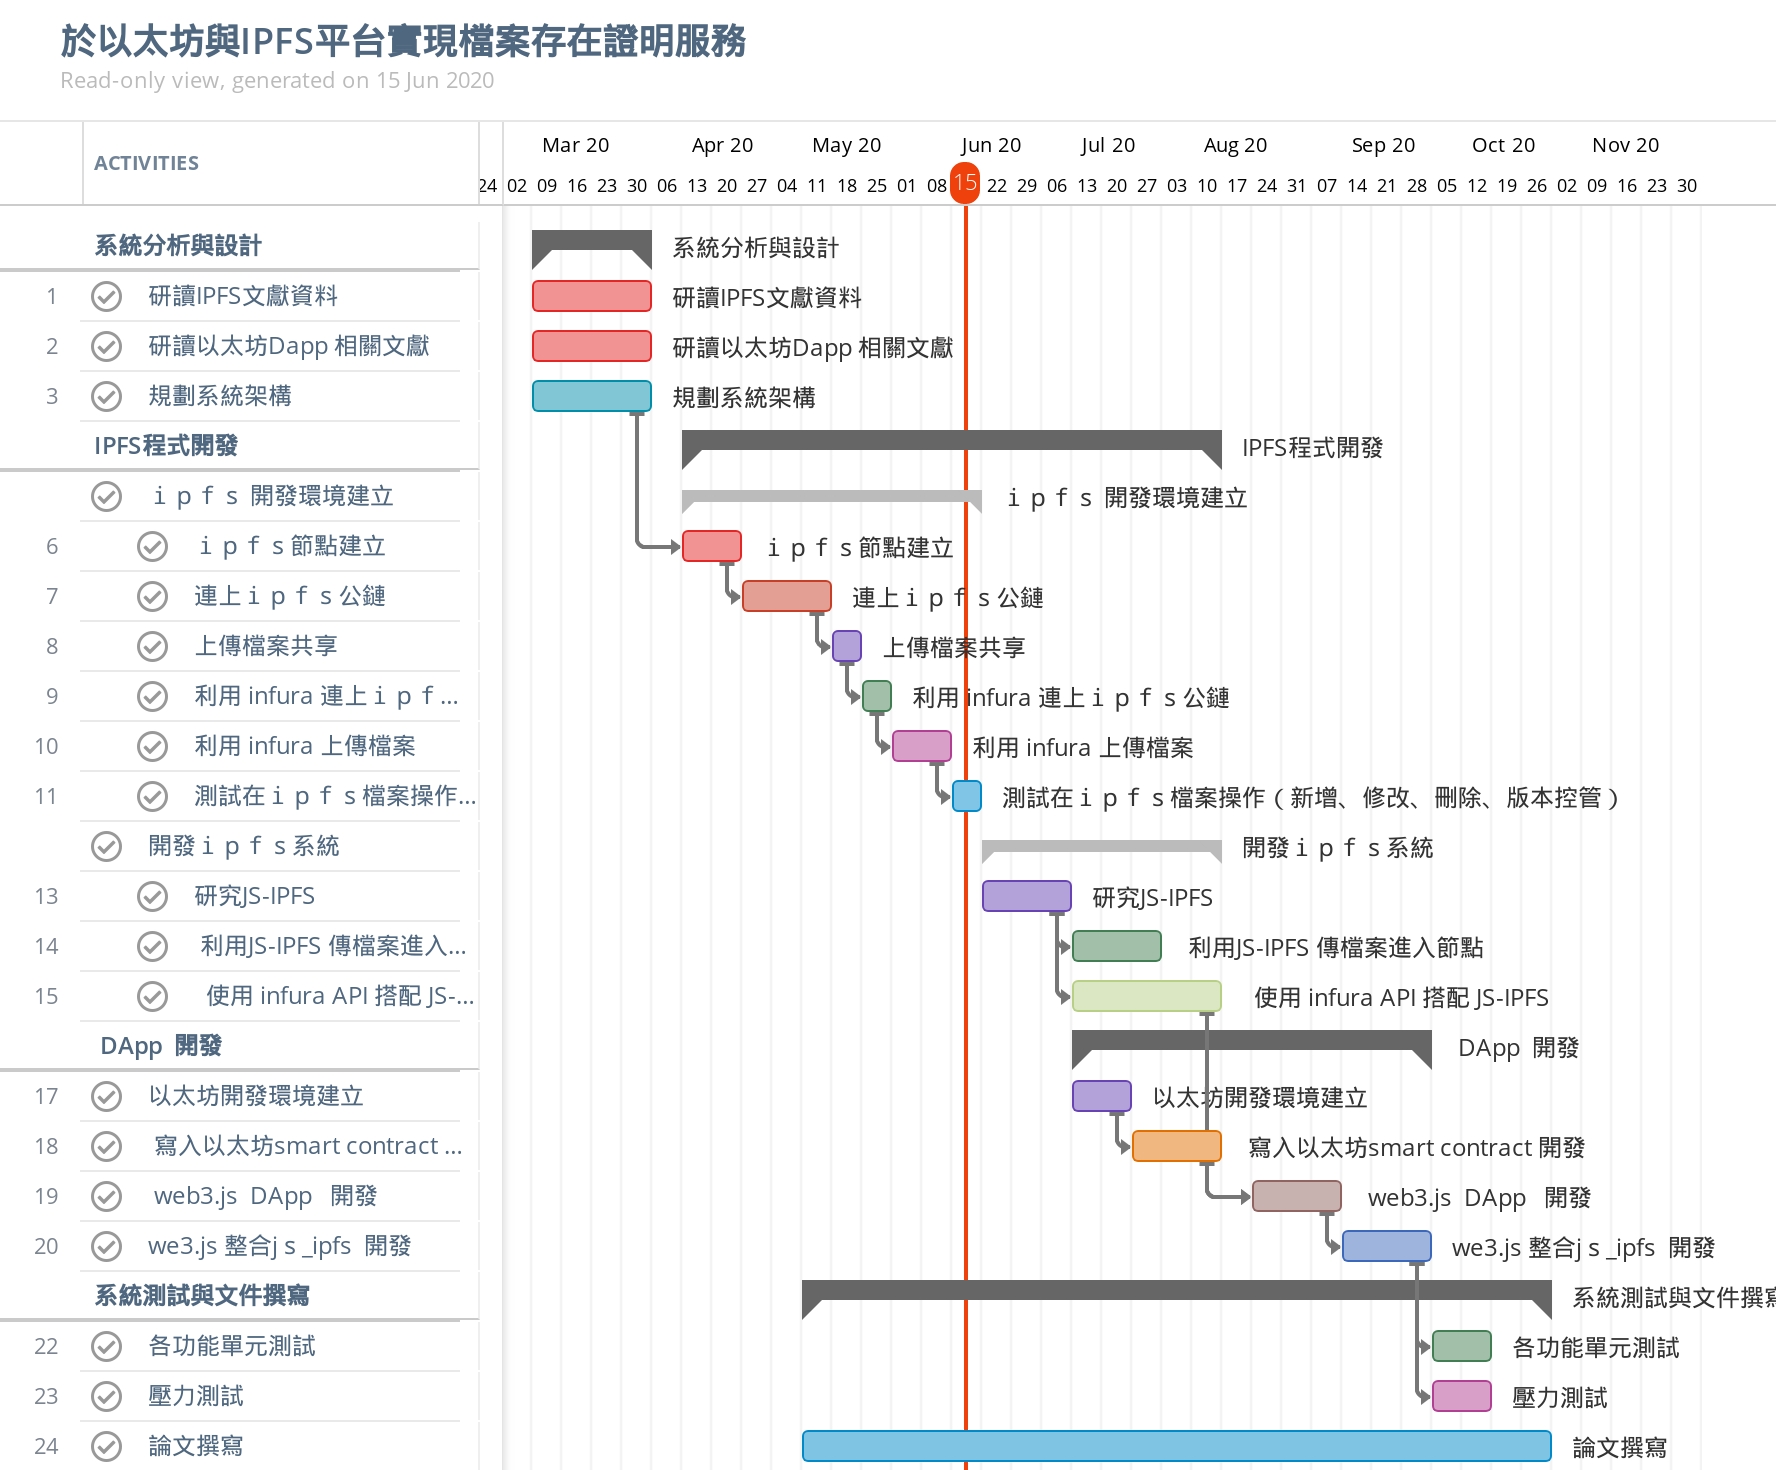 於以太坊與IPFS平台實現檔案存在證明服務
Read-only view, generated on 15 Jun 2020
ACTIVITIES
Mar 20 Apr 20 May 20 Jun 20 Jul 20 Aug 20 Sep 20 Oct 20 Nov 20
24 02 09 16 23 30 06 13 20 27 04 11 18 25 01 08 15 22 29 06 13 20 27 03 10 17 24 31 07 14 21 28 05 12 19 26 02 09 16 23 30
系統分析與設計 系統分析與設計
1 研讀IPFS文獻資料 研讀IPFS文獻資料
2 研讀以太坊Dapp 相關文獻 研讀以太坊Dapp 相關文獻
3 規劃系統架構 規劃系統架構
IPFS程式開發 IPFS程式開發
ｉｐｆｓ 開發環境建立 ｉｐｆｓ 開發環境建立
6 ｉｐｆｓ節點建立 ｉｐｆｓ節點建立
7 連上ｉｐｆｓ公鏈 連上ｉｐｆｓ公鏈
8 上傳檔案共享 上傳檔案共享
9 利用 infura 連上ｉｐｆ... 利用 infura 連上ｉｐｆｓ公鏈
10 利用 infura 上傳檔案 利用 infura 上傳檔案
11 測試在ｉｐｆｓ檔案操作... 測試在ｉｐｆｓ檔案操作（新增、修改、刪除、版本控管）
開發ｉｐｆｓ系統 開發ｉｐｆｓ系統
13 研究JS-IPFS 研究JS-IPFS
14 利用JS-IPFS 傳檔案進入... 利用JS-IPFS 傳檔案進入節點
15 使用 infura API 搭配 JS-... 使用 infura API 搭配 JS-IPFS
DApp 開發 DApp 開發
17 以太坊開發環境建立 以太坊開發環境建立
18 寫入以太坊smart contract ... 寫入以太坊smart contract 開發
19 web3.js DApp 開發 web3.js DApp 開發
20 we3.js 整合jｓ_ipfs 開發 we3.js 整合jｓ_ipfs 開發
系統測試與文件撰寫 系統測試與文件撰寫
22 各功能單元測試 各功能單元測試
23 壓力測試 壓力測試
24 論文撰寫 論文撰寫